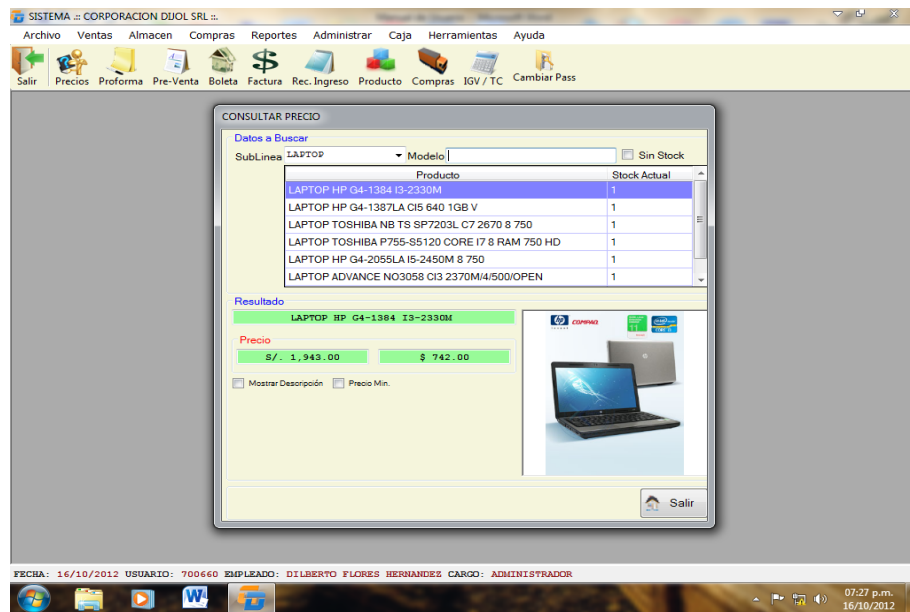 SISTEMA .:: CORPORACION DIJOL SRL ::.
Archivo Ventas Almacen Compras Reportes Administrar Caja Herramientas Ayuda
Salir Precios Proforma Pre-Venta Boleta Factura Rec. Ingreso Producto Compras IGV / TC Cambiar Pass
CONSULTAR PRECIO
Datos a Buscar
SubLinea LAPTOP Modelo Sin Stock
Producto Stock Actual
LAPTOP HP G4-1384 I3-2330M 1
LAPTOP HP G4-1387LA CI5 640 1GB V 1
LAPTOP TOSHIBA NB TS SP7203L C7 2670 8 750 1
LAPTOP TOSHIBA P755-S5120 CORE I7 8 RAM 750 HD 1
LAPTOP HP G4-2055LA I5-2450M 8 750 1
LAPTOP ADVANCE NO3058 CI3 2370M/4/500/OPEN 1
Resultado
LAPTOP HP G4-1384 I3-2330M
Precio
S/. 1,943.00 $ 742.00
Mostrar Descripción Precio Min.
hp COMPAQ 11
Salir
FECHA: 16/10/2012 USUARIO: 700660 EMPLEADO: DILBERTO FLORES HERNANDEZ CARGO: ADMINISTRADOR
07:27 p.m.
16/10/2012